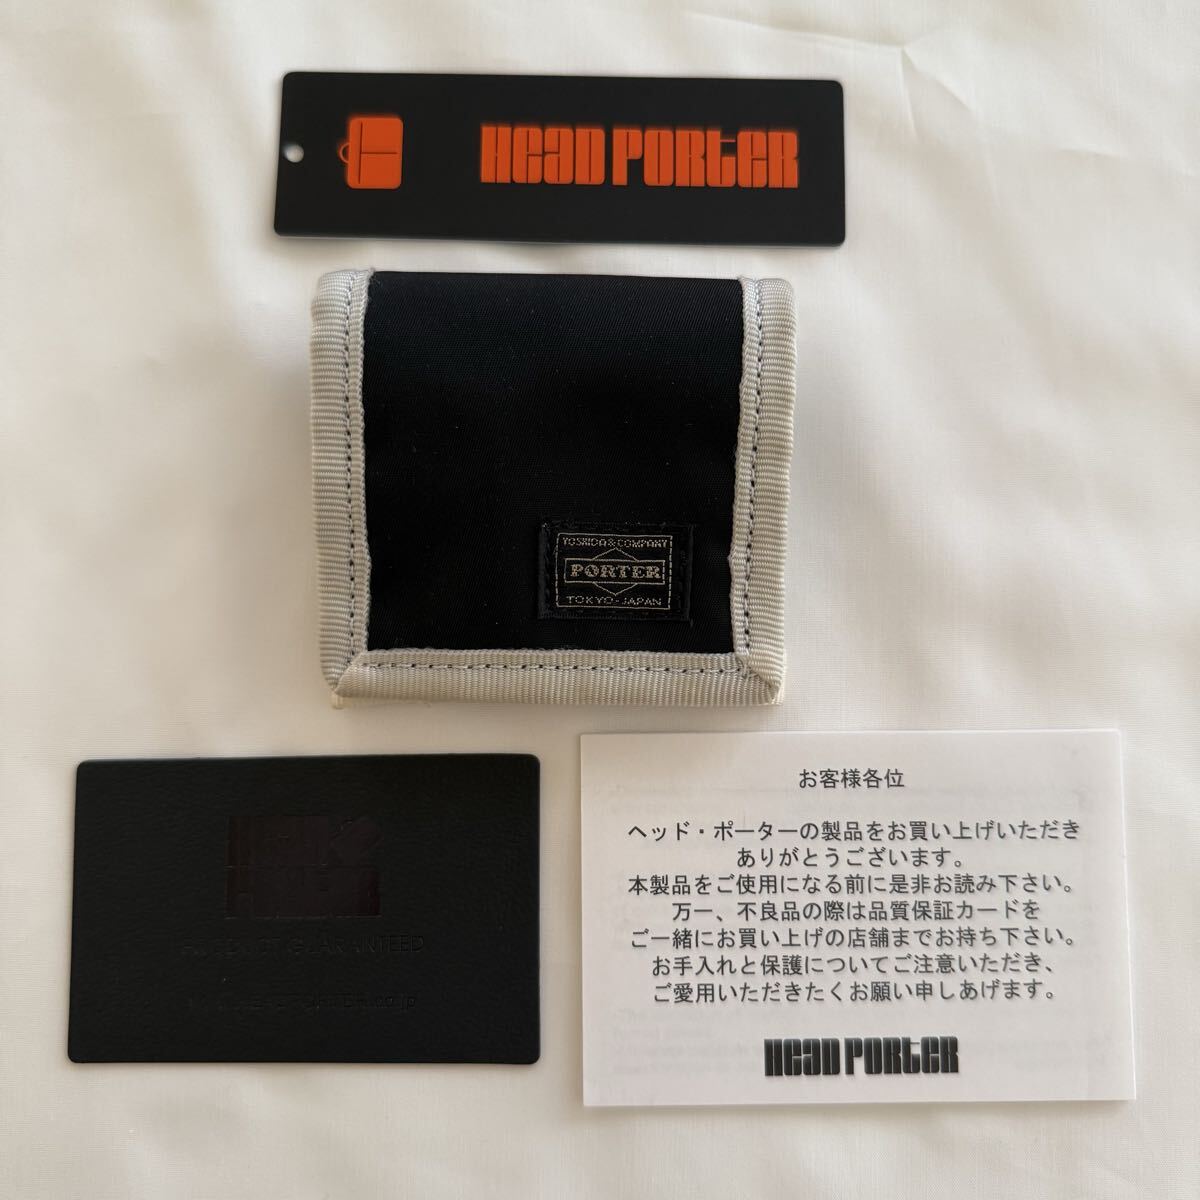 HEAD PORTER
YOSHIDA & COMPANY
PORTER
TOKYO-JAPAN
PRODUCT GUARANTEED
お客様各位
ヘッド・ポーターの製品をお買い上げいただき
ありがとうございます。
本製品をご使用になる前に是非お読み下さい。
万一、不良品の際は品質保証カードを
ご一緒にお買い上げの店舗までお持ち下さい。
お手入れと保護についてご注意いただき、
ご愛用いただきたくお願い申しあげます。
HEAD PORTER